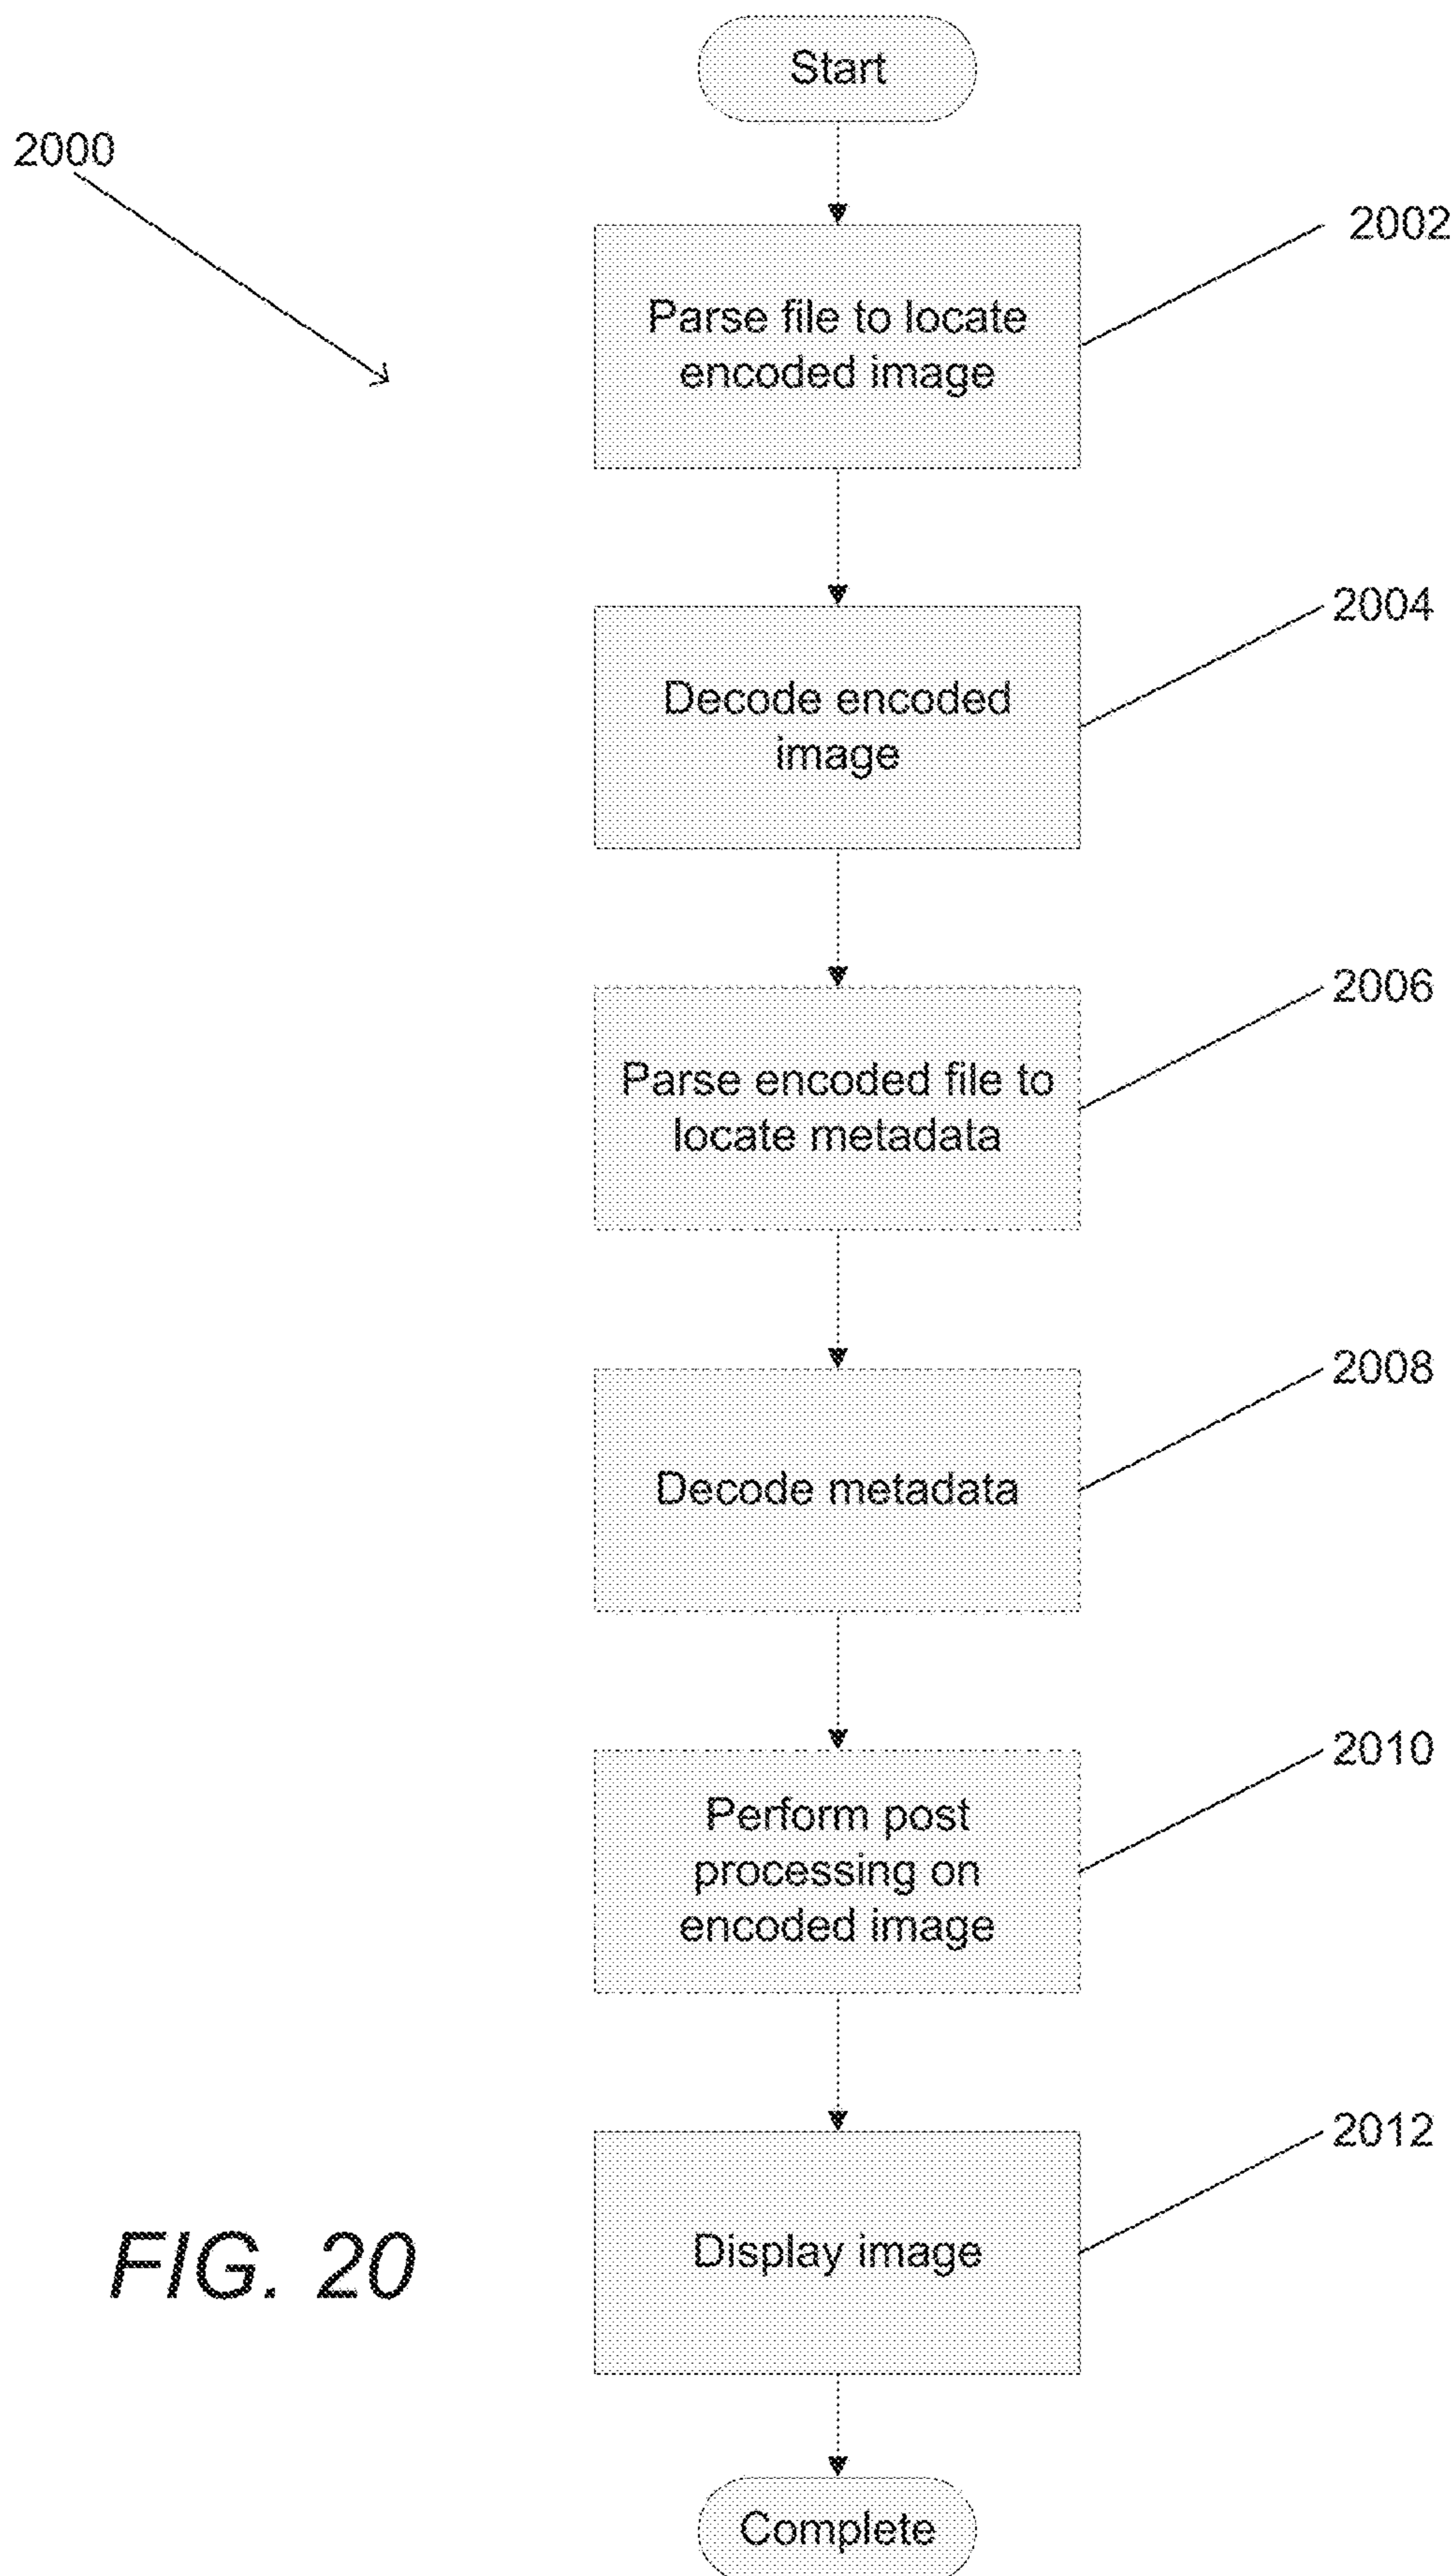 Start
2000
2002
Parse file to locate
encoded image
2004
Decode encoded
image
2006
Parse encoded file to
locate metadata
2008
Decode metadata
2010
Perform post
processing on
encoded image
2012
Display image
FIG. 20
Complete